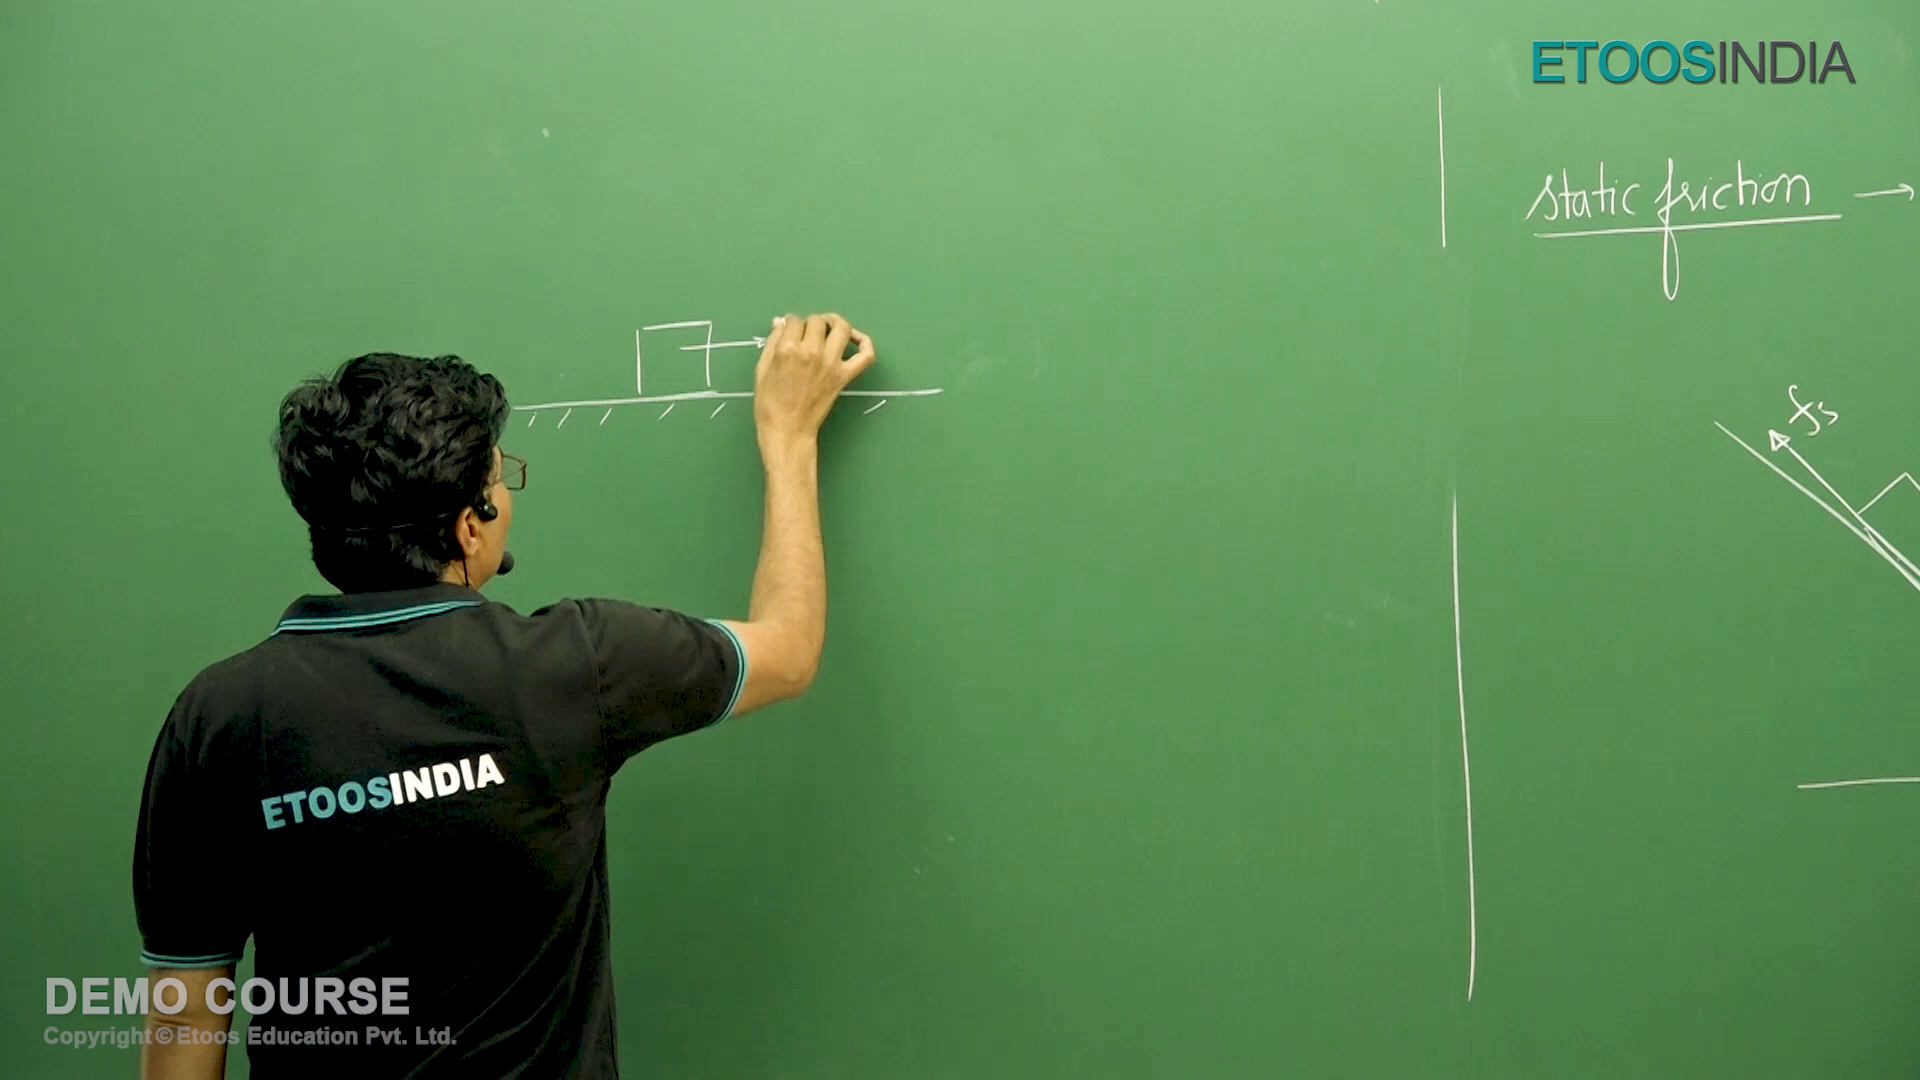 ETOOSINDIA
static friction →
fs
ETOOSINDIA
DEMO COURSE
Copyright © Etoos Education Pvt. Ltd.